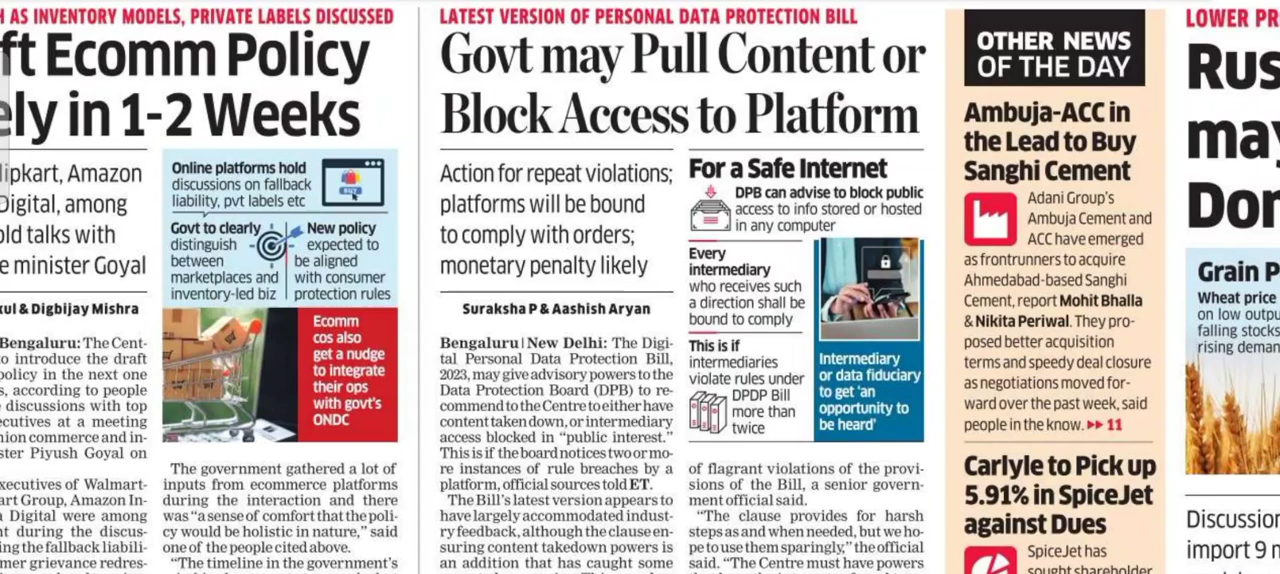 H AS INVENTORY MODELS, PRIVATE LABELS DISCUSSED
ft Ecomm Policy
ely in 1-2 Weeks
lipkart, Amazon
Digital, among
old talks with
e minister Goyal
kul & Digbijay Mishra
Bengaluru: The Cent-
to introduce the draft
policy in the next one
s, according to people
discussions with top
ecutives at a meeting
nion commerce and in-
ster Piyush Goyal on
executives of Walmart-
art Group, Amazon In-
a Digital were among
nt during the discus-
ing the fallback liabili-
mer grievance redres-
Online platforms hold
discussions on fallback
liability, pvt labels etc
BUY
Govt to clearly
distinguish
between
marketplaces and
inventory-led biz
New policy
expected to
be aligned
with consumer
protection rules
Ecomm
cos also
get a nudge
to integrate
their ops
with govt's
ONDC
The government gathered a lot of
inputs from ecommerce platforms
during the interaction and there
was “a sense of comfort that the poli-
cy would be holistic in nature,” said
one of the people cited above.
“The timeline in the government's
LATEST VERSION OF PERSONAL DATA PROTECTION BILL
Govt may Pull Content or
Block Access to Platform
Action for repeat violations;
platforms will be bound
to comply with orders;
monetary penalty likely
Suraksha P & Aashish Aryan
Bengaluru | New Delhi: The Digi-
tal Personal Data Protection Bill,
2023, may give advisory powers to the
Data Protection Board (DPB) to re-
commend to the Centre to either have
content taken down, or intermediary
access blocked in “public interest.”
This is if the board notices two or mo-
re instances of rule breaches by a
platform, official sources told ET.
The Bill's latest version appears to
have largely accommodated indust-
ry feedback, although the clause en-
suring content takedown powers is
an addition that has caught some
For a Safe Internet
DPB can advise to block public
access to info stored or hosted
in any computer
Every
intermediary
who receives such
a direction shall be
bound to comply
This is if
intermediaries
violate rules under
DPDP Bill
more than
twice
Intermediary
or data fiduciary
to get ‘an
opportunity to
be heard’
of flagrant violations of the provi-
sions of the Bill, a senior govern-
ment official said.
“The clause provides for harsh
steps as and when needed, but we ho-
pe to use them sparingly,” the official
said. “The Centre must have powers
OTHER NEWS
OF THE DAY
Ambuja-ACC in
the Lead to Buy
Sanghi Cement
Adani Group's
Ambuja Cement and
ACC have emerged
as frontrunners to acquire
Ahmedabad-based Sanghi
Cement, report Mohit Bhalla
& Nikita Periwal. They pro-
posed better acquisition
terms and speedy deal closure
as negotiations moved for-
ward over the past week, said
people in the know. ▸▸ 11
Carlyle to Pick up
5.91% in SpiceJet
against Dues
SpiceJet has
sought shareholder
LOWER PR
Rus
may
Don
Grain P
Wheat price
on low outpu
falling stocks
rising deman
Discussion
import 9 m